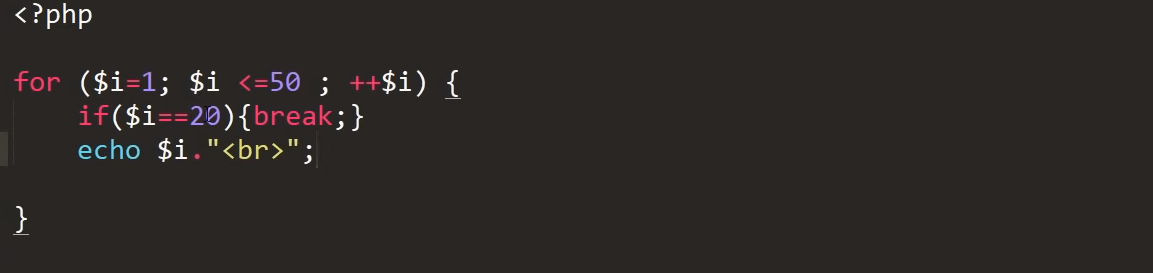 <?php
for ($i=1; $i <=50 ; ++$i) {
    if($i==20){break;}
    echo $i."<br>";
}